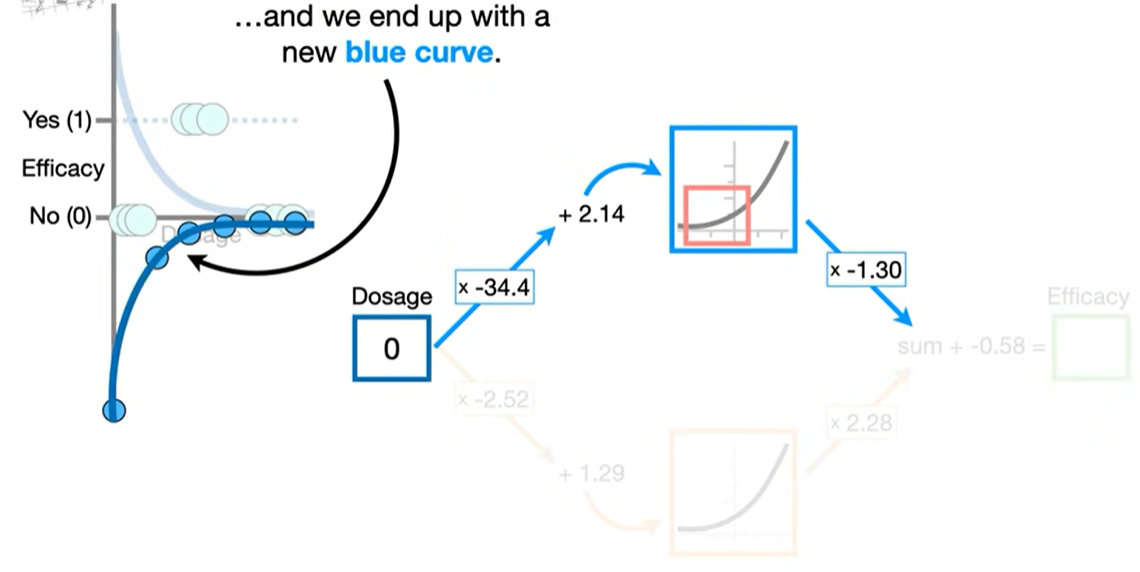 ...and we end up with a
new blue curve.
Yes (1)
Efficacy
No (0)
Dosage
+ 2.14
x -34.4
x -1.30
Dosage
0
Efficacy
sum + -0.58 =
x -2.52
x 2.28
+ 1.29